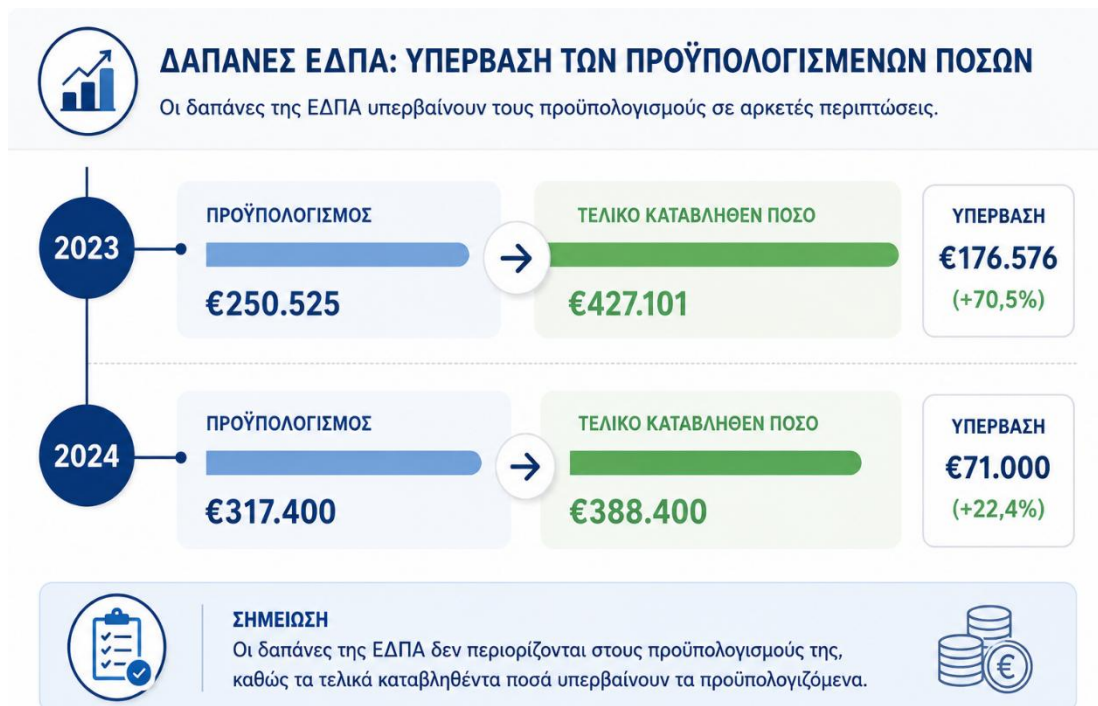 ΔΑΠΑΝΕΣ ΕΔΠΑ: ΥΠΕΡΒΑΣΗ ΤΩΝ ΠΡΟΫΠΟΛΟΓΙΣΜΕΝΩΝ ΠΟΣΩΝ
Οι δαπάνες της ΕΔΠΑ υπερβαίνουν τους προϋπολογισμούς σε αρκετές περιπτώσεις.
2023
ΠΡΟΫΠΟΛΟΓΙΣΜΟΣ
€250.525
ΤΕΛΙΚΟ ΚΑΤΑΒΛΗΘΕΝ ΠΟΣΟ
€427.101
ΥΠΕΡΒΑΣΗ
€176.576
(+70,5%)
2024
ΠΡΟΫΠΟΛΟΓΙΣΜΟΣ
€317.400
ΤΕΛΙΚΟ ΚΑΤΑΒΛΗΘΕΝ ΠΟΣΟ
€388.400
ΥΠΕΡΒΑΣΗ
€71.000
(+22,4%)
ΣΗΜΕΙΩΣΗ
Οι δαπάνες της ΕΔΠΑ δεν περιορίζονται στους προϋπολογισμούς της,
καθώς τα τελικά καταβληθέντα ποσά υπερβαίνουν τα προϋπολογιζόμενα.
€